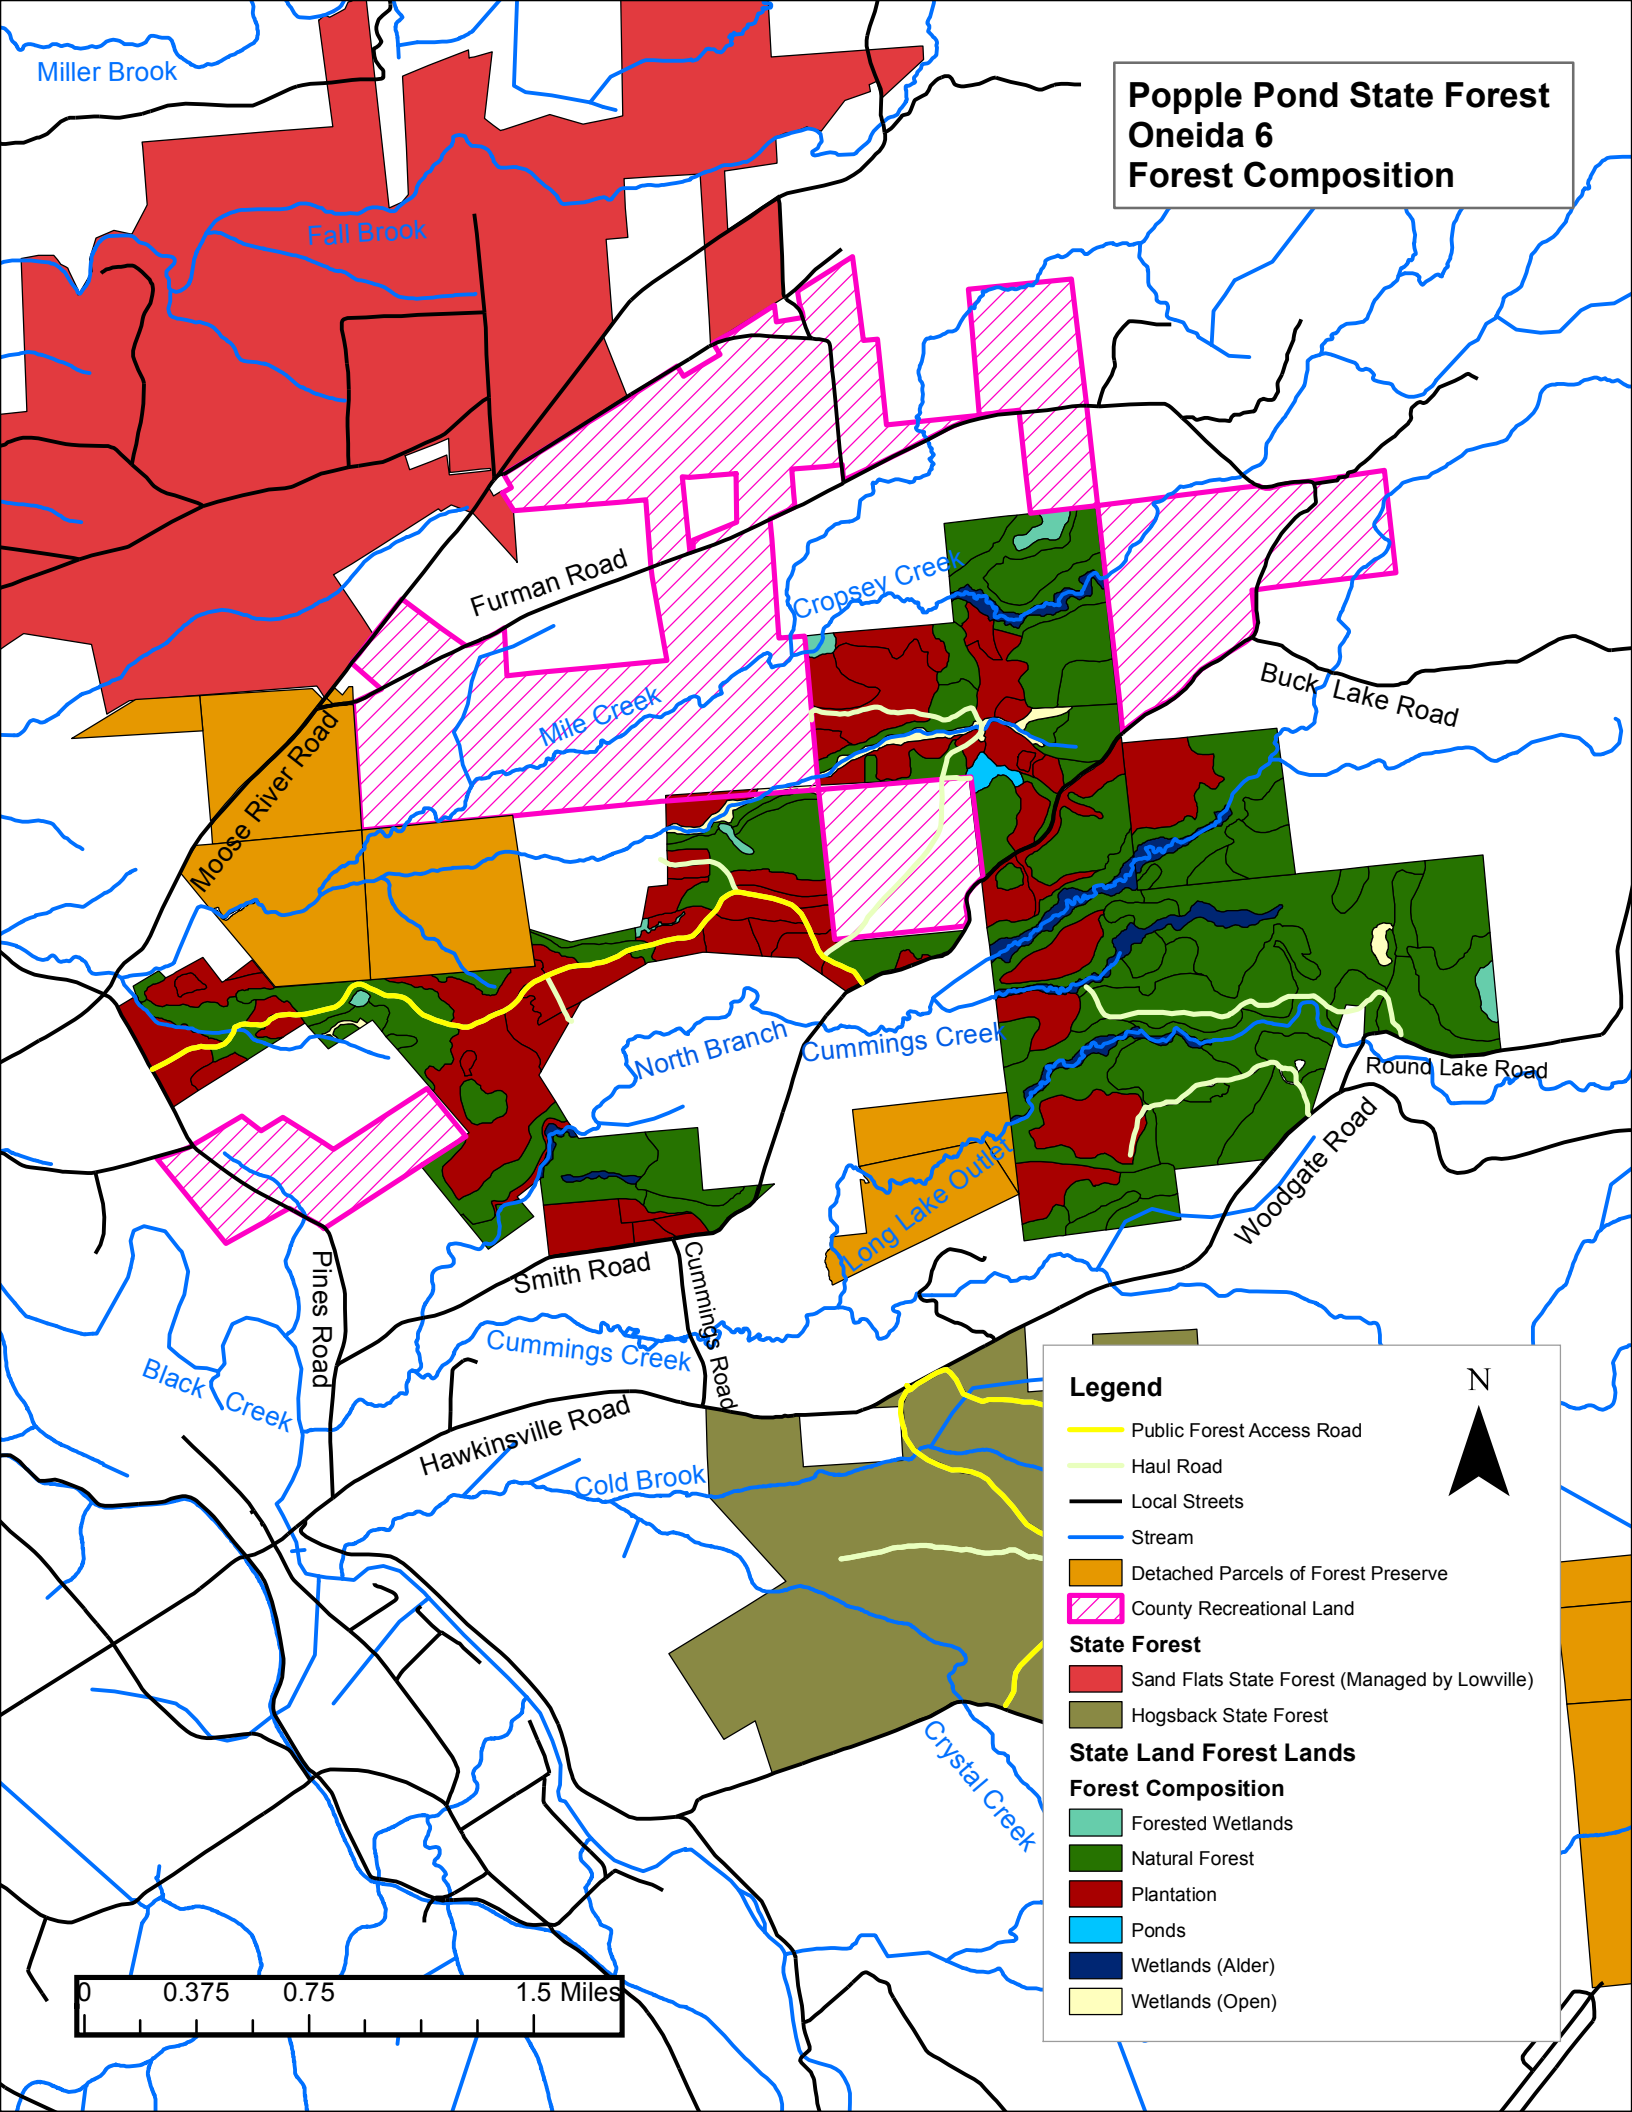 Popple Pond State Forest
Oneida 6
Forest Composition
Miller Brook
Fall Brook
Furman Road
Cropsey Creek
Mile Creek
Buck Lake Road
Moose River Road
North Branch
Cummings Creek
Round Lake Road
Woodgate Road
Long Lake Outlet
Pines Road
Smith Road
Cummings Road
Cummings Creek
Black Creek
Hawkinsville Road
Cold Brook
Crystal Creek
Legend
N
Public Forest Access Road
Haul Road
Local Streets
Stream
Detached Parcels of Forest Preserve
County Recreational Land
State Forest
Sand Flats State Forest (Managed by Lowville)
Hogsback State Forest
State Land Forest Lands
Forest Composition
Forested Wetlands
Natural Forest
Plantation
Ponds
Wetlands (Alder)
Wetlands (Open)
0 0.375 0.75 1.5 Miles